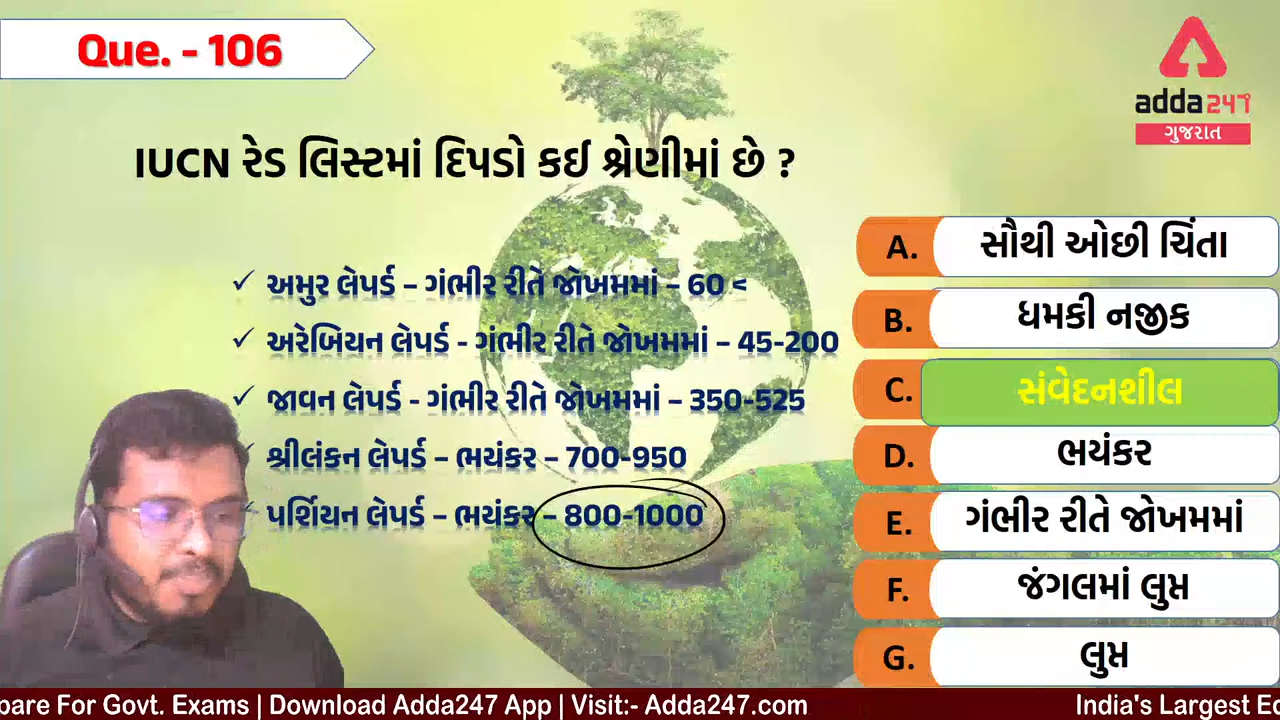 Que. - 106
adda247
ગુજરાત
IUCN રેડ લિસ્ટમાં દિપડો કઈ શ્રેણીમાં છે ?
✓ અમુર લેપર્ડ – ગંભીર રીતે જોખમમાં – 60 <
✓ અરેબિયન લેપર્ડ - ગંભીર રીતે જોખમમાં – 45-200
✓ જાવન લેપર્ડ - ગંભીર રીતે જોખમમાં – 350-525
✓ શ્રીલંકન લેપર્ડ – ભયંકર – 700-950
✓ પર્શિયન લેપર્ડ – ભયંકર – 800-1000
A. સૌથી ઓછી ચિંતા
B. ધમકી નજીક
C. સંવેદનશીલ
D. ભયંકર
E. ગંભીર રીતે જોખમમાં
F. જંગલમાં લુપ્ત
G. લુપ્ત
pare For Govt. Exams | Download Adda247 App | Visit:- Adda247.com India's Largest Ed